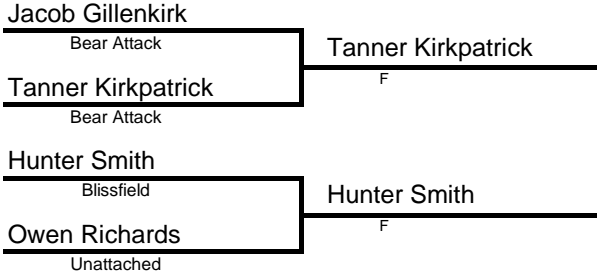 Jacob Gillenkirk
Bear Attack
Tanner Kirkpatrick
F
Tanner Kirkpatrick
Bear Attack
Hunter Smith
Blissfield
Hunter Smith
F
Owen Richards
Unattached